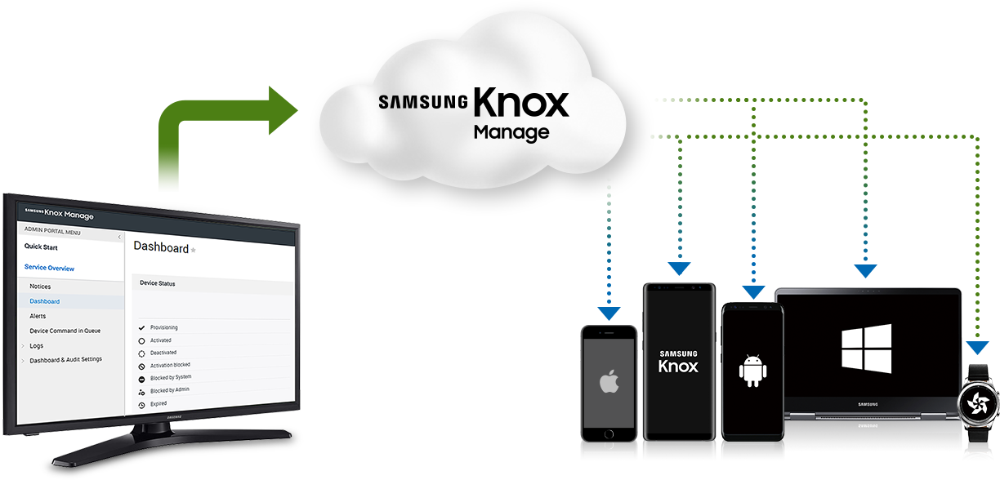 SAMSUNG Knox
Manage
SAMSUNG Knox Manage
ADMIN PORTAL MENU
Quick Start
Service Overview
Notices
Dashboard
Alerts
Device Command in Queue
Logs
Dashboard & Audit Settings
Dashboard
Device Status
Provisioning
Activated
Deactivated
Activation blocked
Blocked by System
Blocked by Admin
Expired
SAMSUNG
SAMSUNG
Knox
SAMSUNG